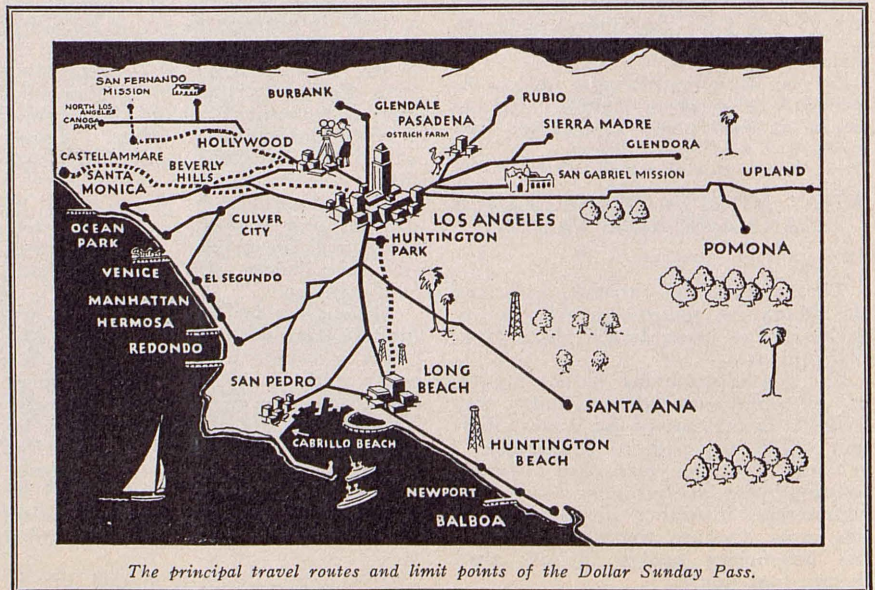 SAN FERNANDO
MISSION
NORTH LOS
ANGELES
CANOGA
PARK
BURBANK
GLENDALE
PASADENA
OSTRICH FARM
RUBIO
SIERRA MADRE
GLENDORA
HOLLYWOOD
CASTELLAMMARE
SANTA
MONICA
BEVERLY
HILLS
SAN GABRIEL MISSION
UPLAND
CULVER
CITY
LOS ANGELES
OCEAN
PARK
HUNTINGTON
PARK
POMONA
VENICE
EL SEGUNDO
MANHATTAN
HERMOSA
REDONDO
SAN PEDRO
LONG
BEACH
SANTA ANA
CABRILLO BEACH
HUNTINGTON
BEACH
NEWPORT
BALBOA
The principal travel routes and limit points of the Dollar Sunday Pass.